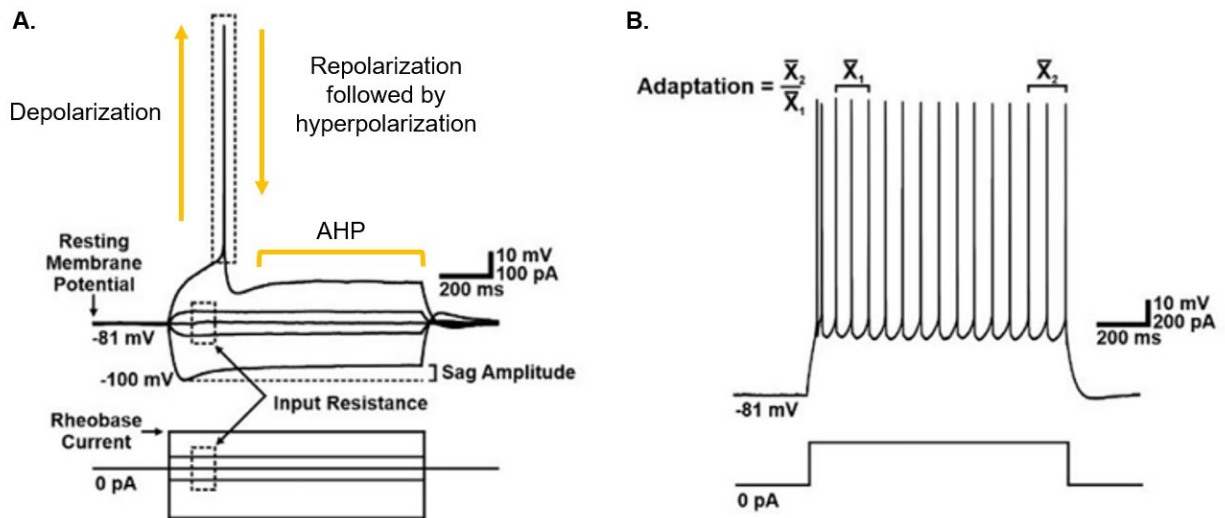 A.
Depolarization
Repolarization
followed by
hyperpolarization
AHP
Resting
Membrane
Potential
10 mV
100 pA
200 ms
-81 mV
-100 mV
Sag Amplitude
Input Resistance
Rheobase
Current
0 pA
B.
Adaptation = X̅₂ / X̅₁
X̅₁
X̅₂
10 mV
200 pA
200 ms
-81 mV
0 pA